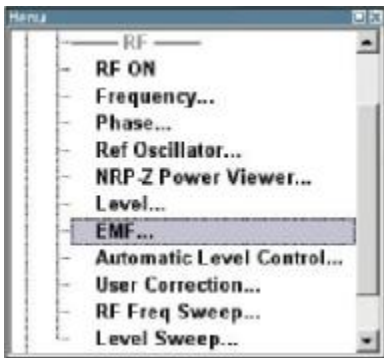 Menu
RF
RF ON
Frequency...
Phase...
Ref Oscillator...
NRP-Z Power Viewer...
Level...
EMF...
Automatic Level Control...
User Correction...
RF Freq Sweep...
Level Sweep...